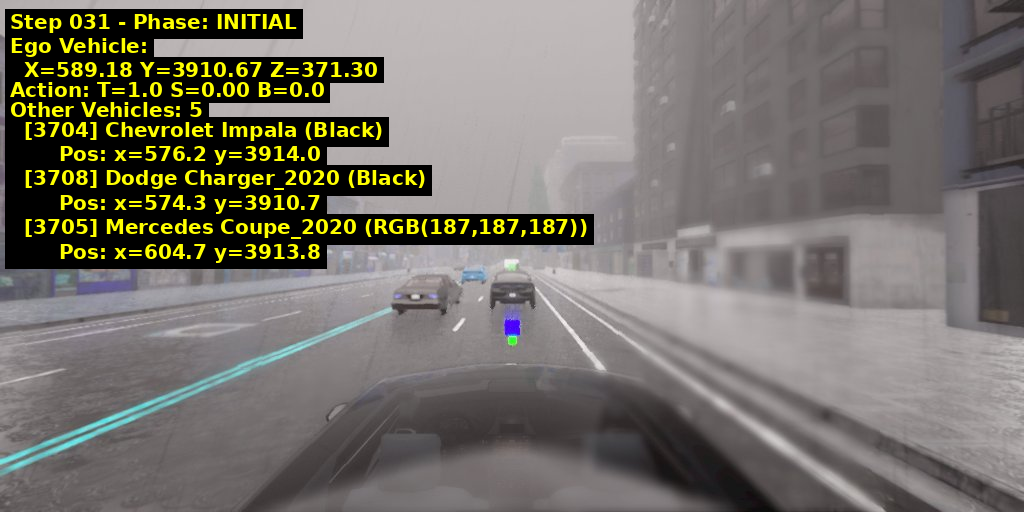 Step 031 - Phase: INITIAL
Ego Vehicle:
X=589.18 Y=3910.67 Z=371.30
Action: T=1.0 S=0.00 B=0.0
Other Vehicles: 5
[3704] Chevrolet Impala (Black)
Pos: x=576.2 y=3914.0
[3708] Dodge Charger_2020 (Black)
Pos: x=574.3 y=3910.7
[3705] Mercedes Coupe_2020 (RGB(187,187,187))
Pos: x=604.7 y=3913.8